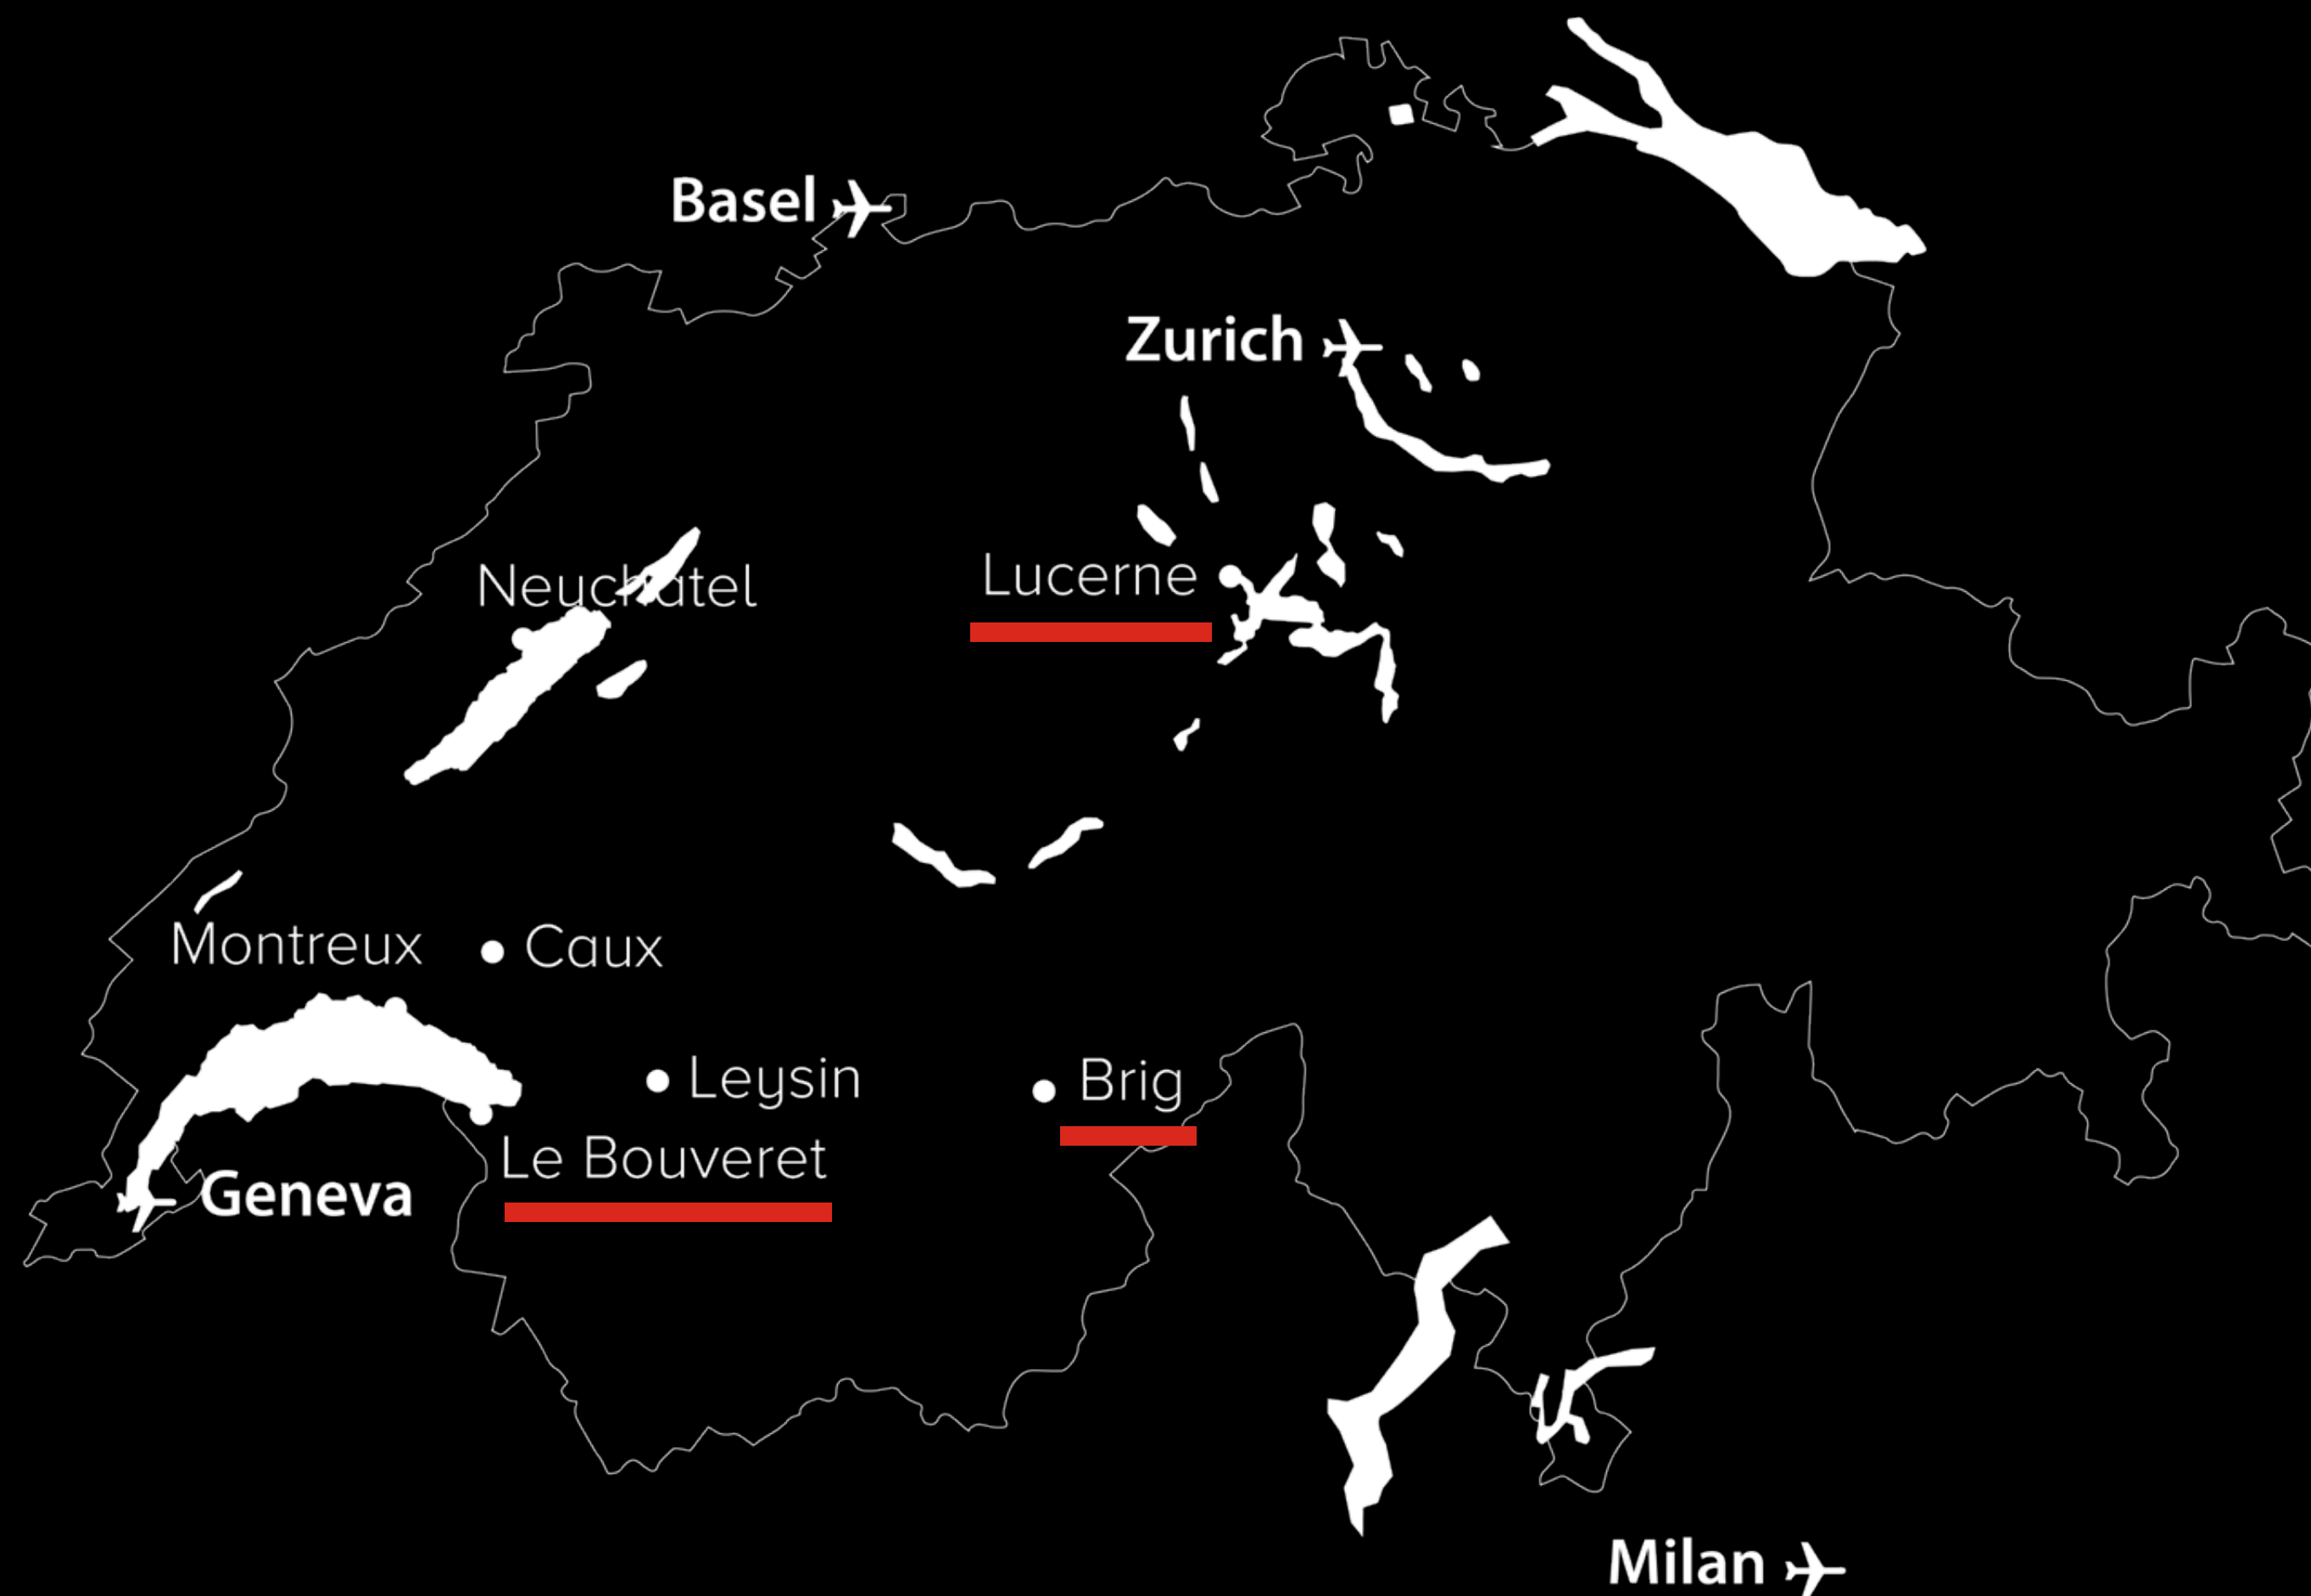 Basel
Zurich
Neuchatel
Lucerne
Montreux
Caux
Leysin
Brig
Le Bouveret
Geneva
Milan